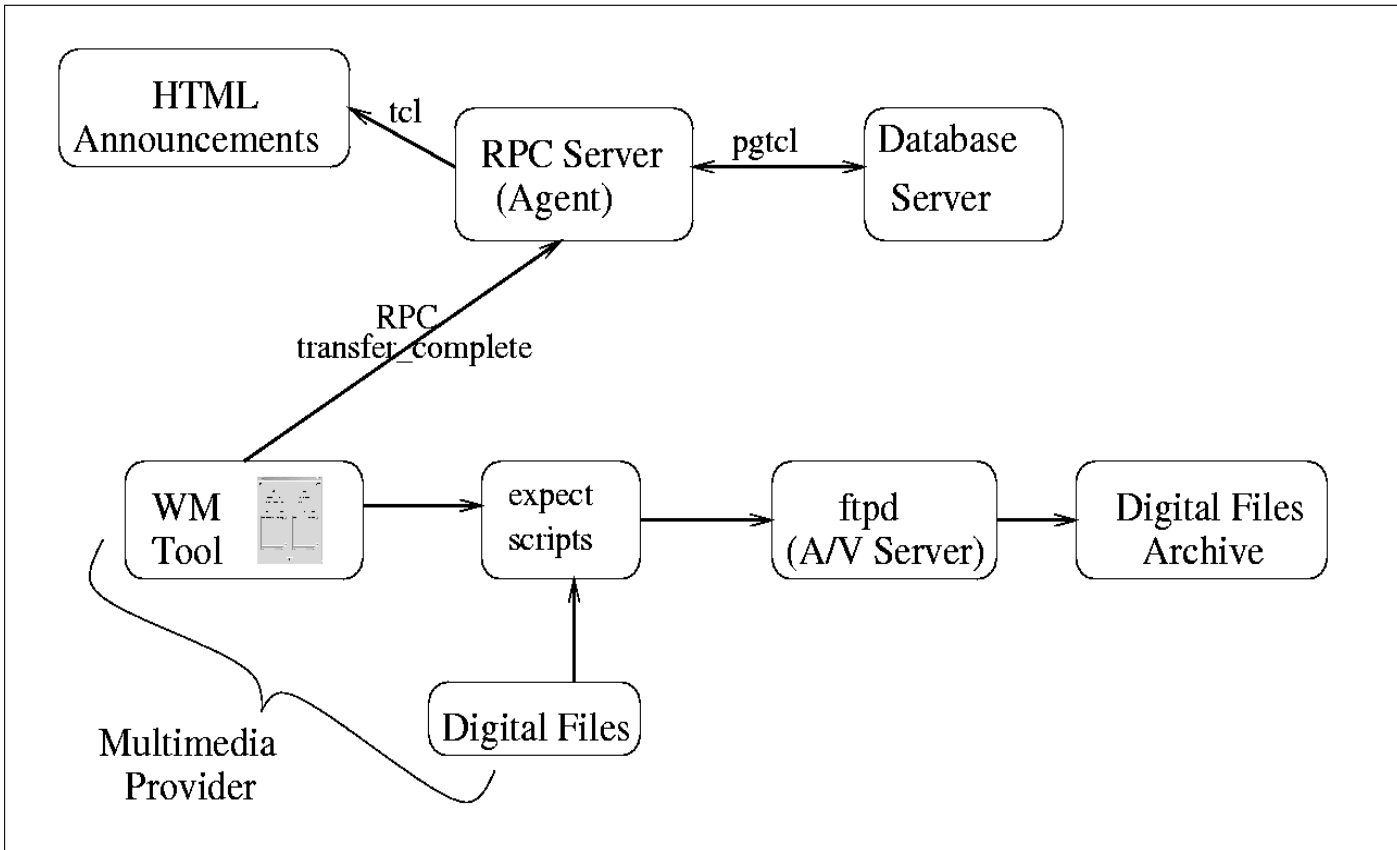 HTML
Announcements
tcl
RPC Server
(Agent)
pgtcl
Database
Server
RPC
transfer_complete
WM
Tool
expect
scripts
ftpd
(A/V Server)
Digital Files
Archive
Digital Files
Multimedia
Provider